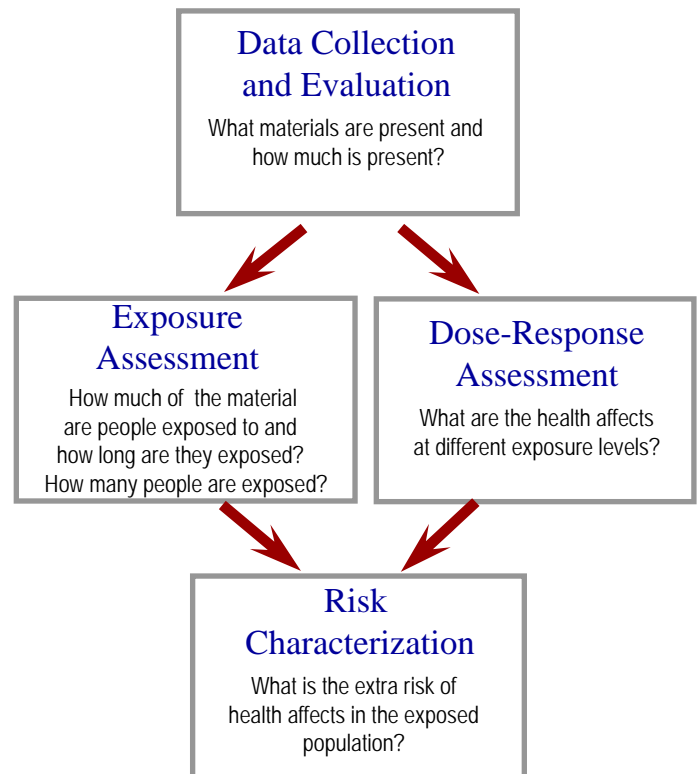 Data Collection
and Evaluation
What materials are present and
how much is present?
Exposure
Assessment
How much of the material
are people exposed to and
how long are they exposed?
How many people are exposed?
Dose-Response
Assessment
What are the health affects
at different exposure levels?
Risk
Characterization
What is the extra risk of
health affects in the exposed
population?